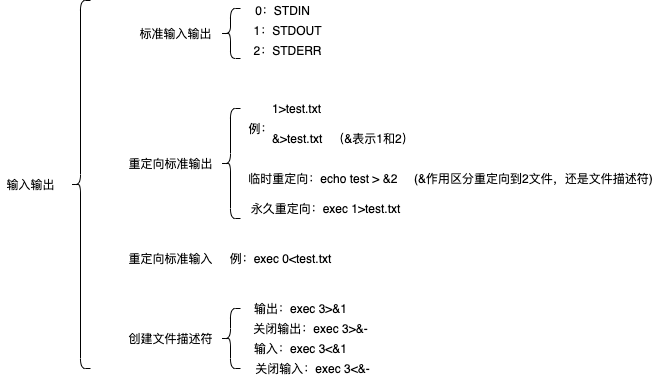 输入输出
标准输入输出
0：STDIN
1：STDOUT
2：STDERR
重定向标准输出
例：
1>test.txt
&>test.txt （&表示1和2）
临时重定向：echo test > &2 (&作用区分重定向到2文件，还是文件描述符)
永久重定向：exec 1>test.txt
重定向标准输入 例：exec 0<test.txt
创建文件描述符
输出：exec 3>&1
关闭输出：exec 3>&-
输入：exec 3<&1
关闭输入：exec 3<&-